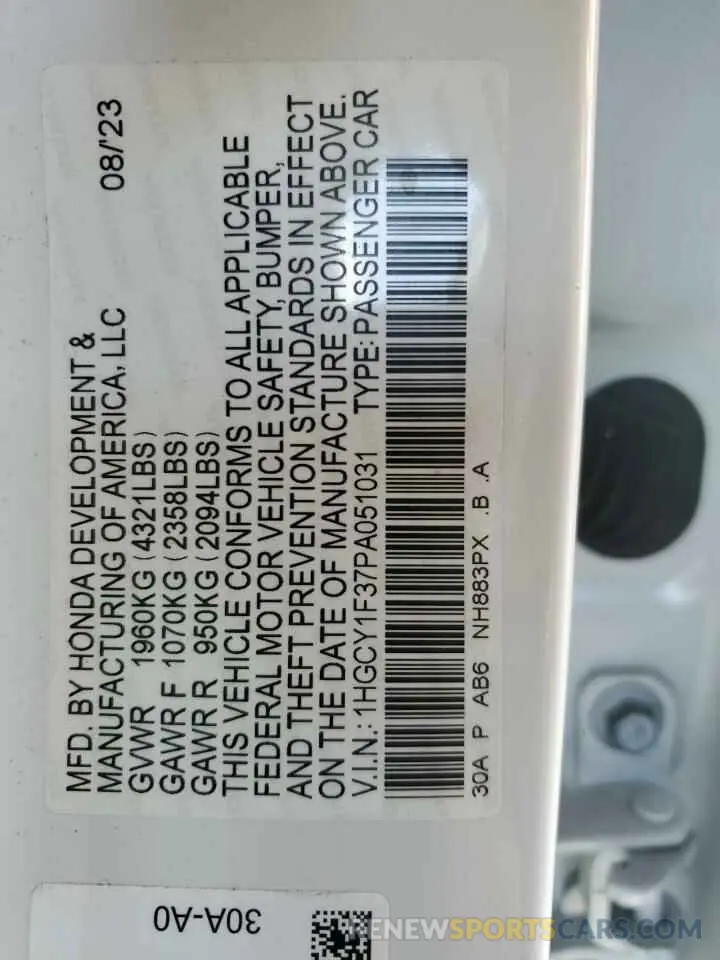 MFD. BY HONDA DEVELOPMENT &
MANUFACTURING OF AMERICA, LLC 08/'23
GVWR 1960KG (4321LBS)
GAWR F 1070KG (2358LBS)
GAWR R 950KG (2094LBS)
THIS VEHICLE CONFORMS TO ALL APPLICABLE
FEDERAL MOTOR VEHICLE SAFETY, BUMPER,
AND THEFT PREVENTION STANDARDS IN EFFECT
ON THE DATE OF MANUFACTURE SHOWN ABOVE.
V.I.N.: 1HGCY1F37PA051031 TYPE: PASSENGER CAR
30A P AB6 NH883PX .B .A
30A-A0
RENEWSPORTSCARS.COM